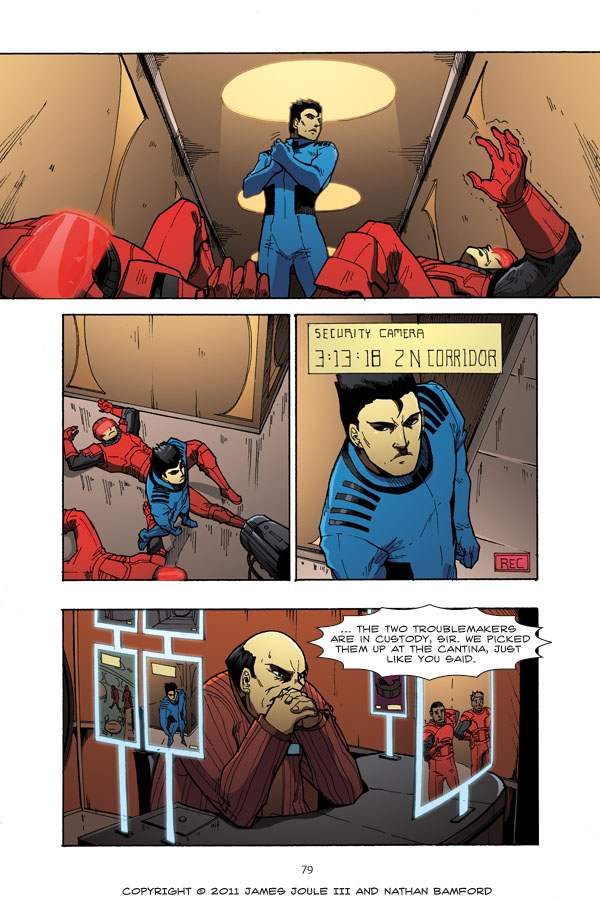 SECURITY CAMERA
3:13:18 2 N CORRIDOR
REC
... THE TWO TROUBLEMAKERS
ARE IN CUSTODY, SIR. WE PICKED
THEM UP AT THE CANTINA, JUST
LIKE YOU SAID.
79
COPYRIGHT © 2011 JAMES JOULE III AND NATHAN BAMFORD